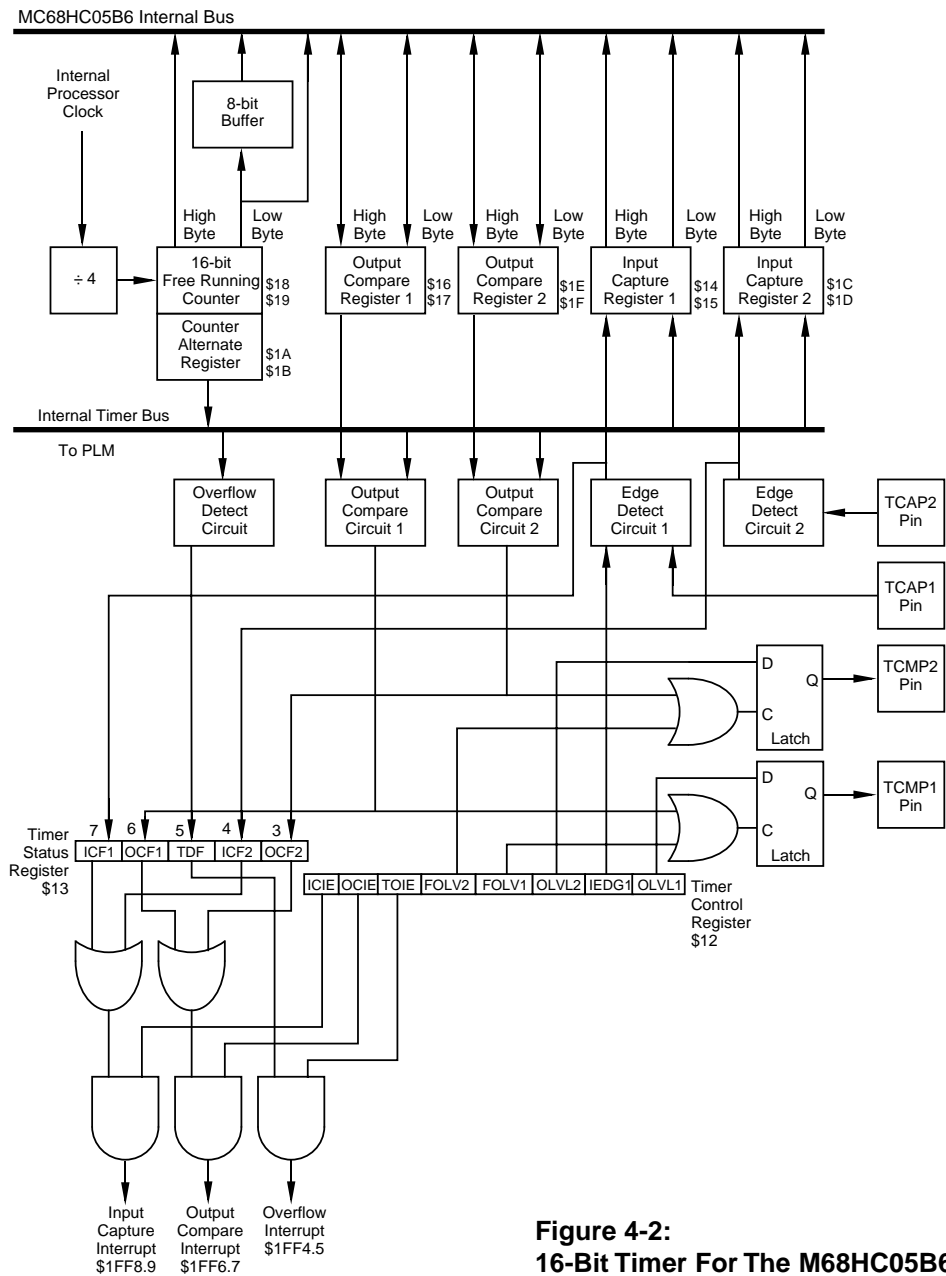 MC68HC05B6 Internal Bus
Internal
Processor
Clock
8-bit
Buffer
High
Byte
Low
Byte
High
Byte
Low
Byte
High
Byte
Low
Byte
High
Byte
Low
Byte
High
Byte
Low
Byte
÷ 4
16-bit
Free Running
Counter
$18
$19
Counter
Alternate
Register
$1A
$1B
Output
Compare
Register 1
$16
$17
Output
Compare
Register 2
$1E
$1F
Input
Capture
Register 1
$14
$15
Input
Capture
Register 2
$1C
$1D
Internal Timer Bus
To PLM
Overflow
Detect
Circuit
Output
Compare
Circuit 1
Output
Compare
Circuit 2
Edge
Detect
Circuit 1
Edge
Detect
Circuit 2
TCAP2
Pin
TCAP1
Pin
D
Q
C
Latch
TCMP2
Pin
D
Q
C
Latch
TCMP1
Pin
7 6 5 4 3
Timer
Status
Register
$13
ICF1 OCF1 TDF ICF2 OCF2
ICIE OCIE TOIE FOLV2 FOLV1 OLVL2 IEDG1 OLVL1
Timer
Control
Register
$12
Input
Capture
Interrupt
$1FF8.9
Output
Compare
Interrupt
$1FF6.7
Overflow
Interrupt
$1FF4.5
Figure 4-2:
16-Bit Timer For The M68HC05B6